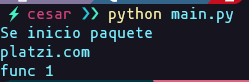 ⚡ cesar ❯❯ python main.py
Se inicio paquete
platzi.com
func 1